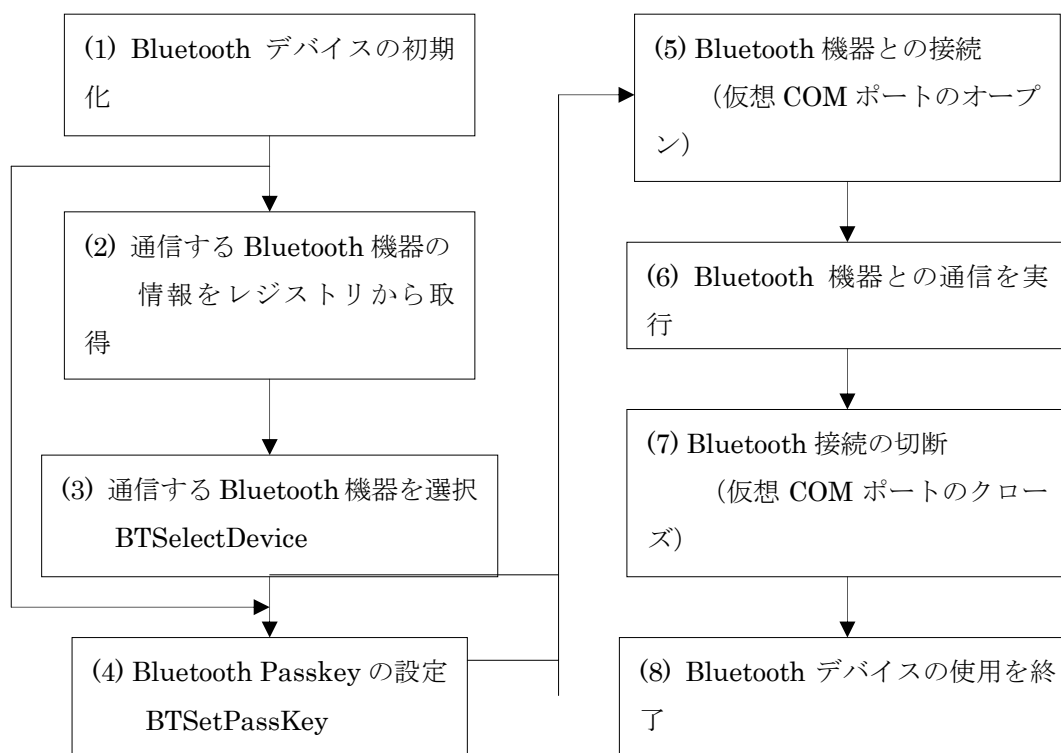 (1) Bluetooth デバイスの初期
化
(2) 通信する Bluetooth 機器の
情報をレジストリから取
得
(3) 通信する Bluetooth 機器を選択
BTSelectDevice
(4) Bluetooth Passkey の設定
BTSetPassKey
(5) Bluetooth 機器との接続
（仮想 COM ポートのオープ
ン）
(6) Bluetooth 機器との通信を実
行
(7) Bluetooth 接続の切断
（仮想 COM ポートのクロー
ズ）
(8) Bluetooth デバイスの使用を終
了